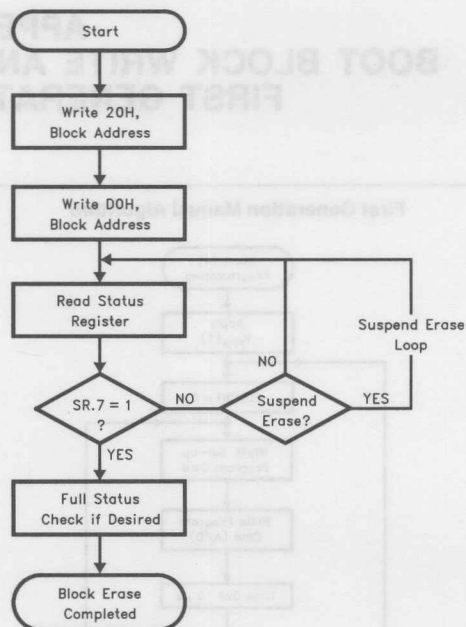 Start
Write 20H,
Block Address
Write D0H,
Block Address
Read Status
Register
Suspend Erase
Loop
NO
SR.7 = 1
?
NO
Suspend
Erase?
YES
YES
Full Status
Check if Desired
Block Erase
Completed